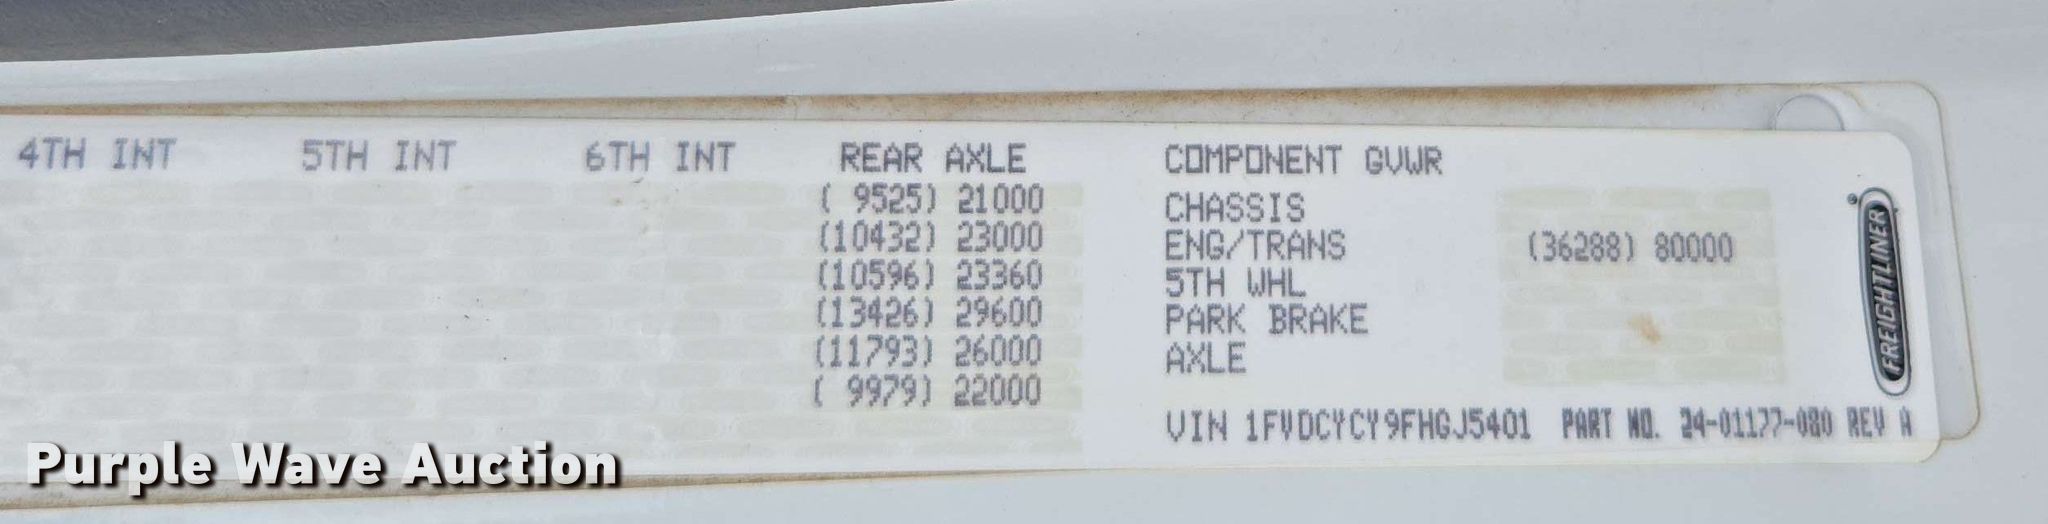 4TH INT 5TH INT 6TH INT REAR AXLE
( 9525) 21000
(10432) 23000
(10596) 23360
(13426) 29600
(11793) 26000
( 9979) 22000
COMPONENT GVWR
CHASSIS
ENG/TRANS (36288) 80000
5TH WHL
PARK BRAKE
AXLE
VIN 1FVDCYCY9FHGJ5401 PART NO. 24-01177-080 REV A
FREIGHTLINER
Purple Wave Auction